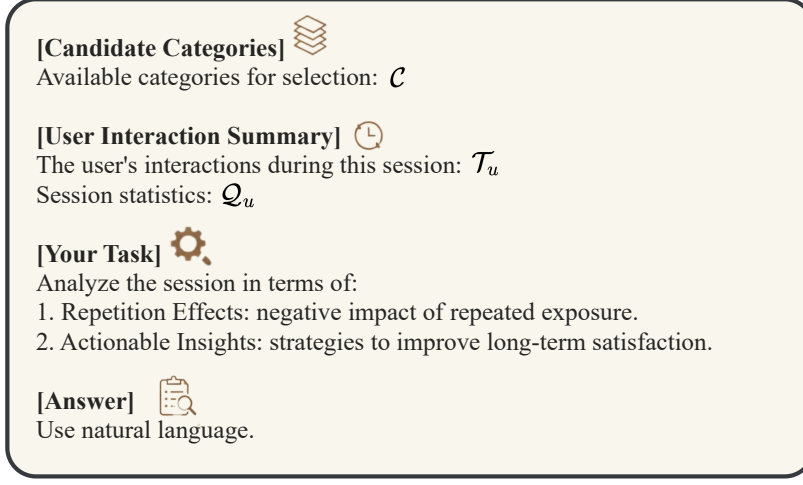 [Candidate Categories]
Available categories for selection: 𝒞
[User Interaction Summary]
The user's interactions during this session: 𝒯ᵤ
Session statistics: 𝒬ᵤ
[Your Task]
Analyze the session in terms of:
1. Repetition Effects: negative impact of repeated exposure.
2. Actionable Insights: strategies to improve long-term satisfaction.
[Answer]
Use natural language.